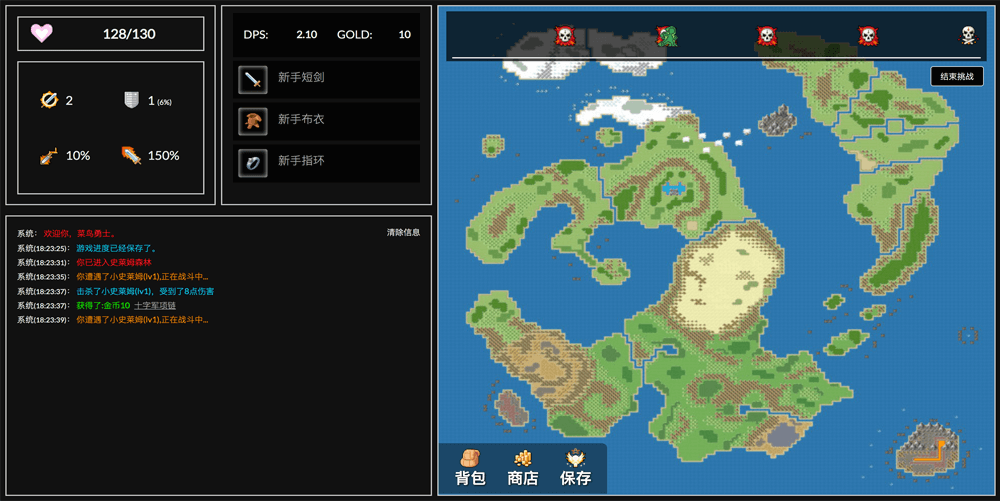 128/130
2
1 (6%)
10%
150%
DPS: 2.10 GOLD: 10
新手短剑
新手布衣
新手指环
结束挑战
清除信息
系统： 欢迎你，菜鸟勇士。
系统(18:23:25)： 游戏进度已经保存了。
系统(18:23:31)： 你已进入史莱姆森林
系统(18:23:35)： 你遭遇了小史莱姆(lv1),正在战斗中...
系统(18:23:37)： 击杀了小史莱姆(lv1)，受到了8点伤害
系统(18:23:37)： 获得了:金币10 十字军项链
系统(18:23:39)： 你遭遇了小史莱姆(lv1),正在战斗中...
背包
商店
保存